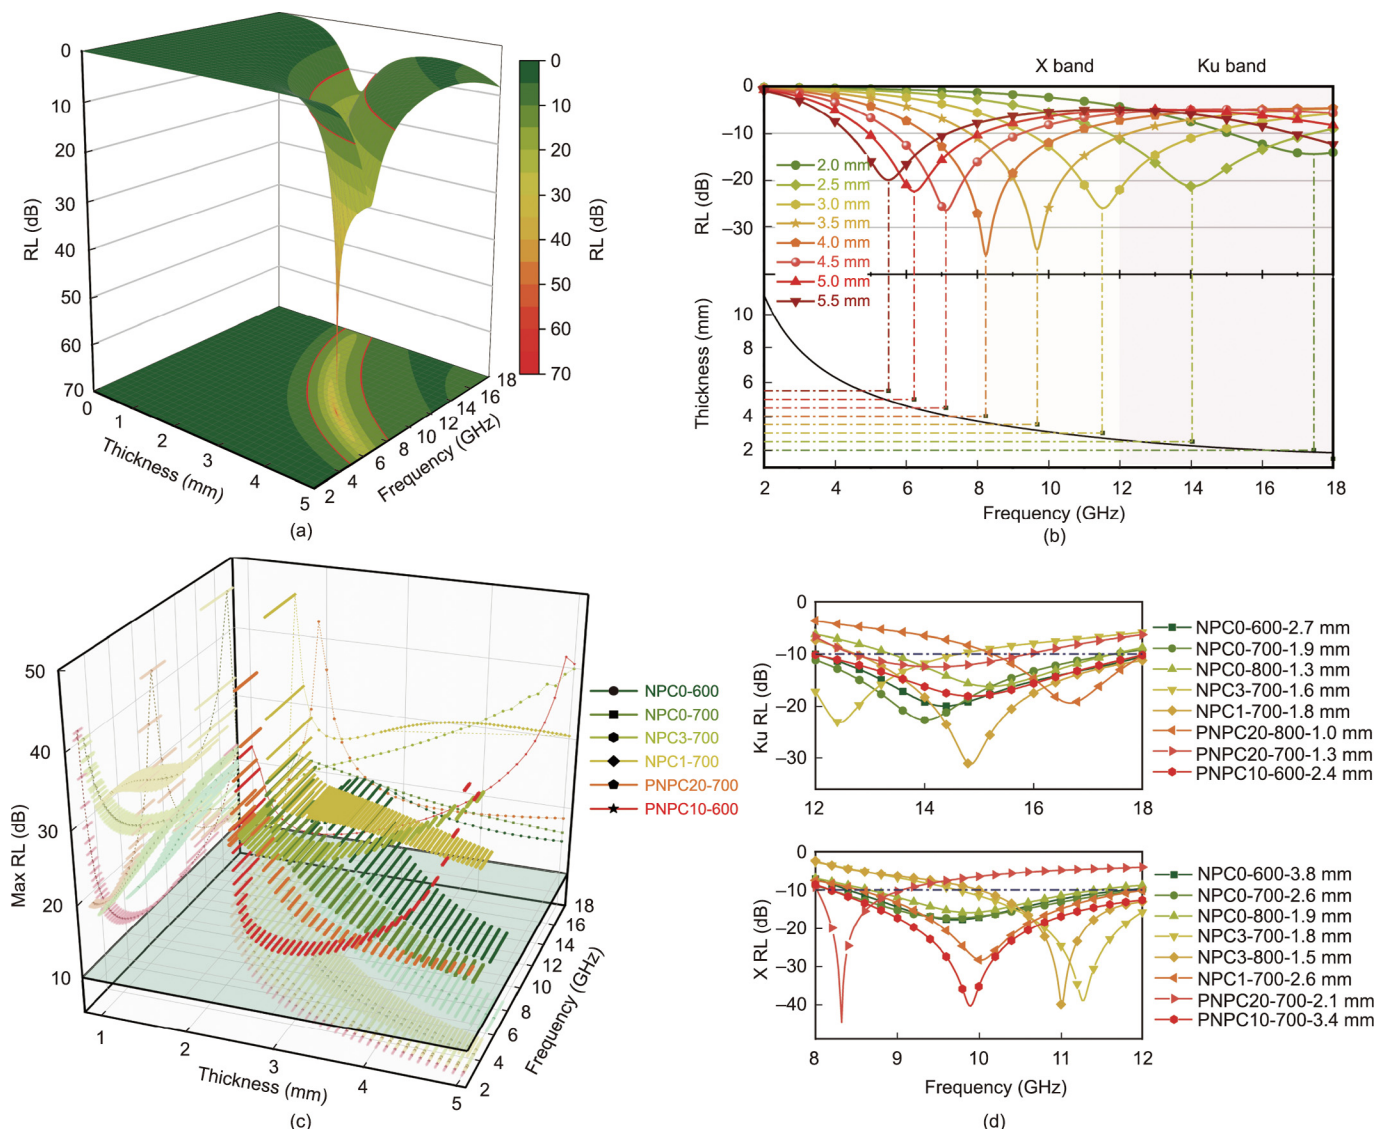 0
10
20
30
40
50
60
70
RL (dB)
0
1
2
3
4
5
Thickness (mm)
2
4
6
8
10
12
14
16
18
Frequency (GHz)
0
10
20
30
40
50
60
70
RL (dB)
(a)
X band
Ku band
0
−10
−20
−30
RL (dB)
2.0 mm
2.5 mm
3.0 mm
3.5 mm
4.0 mm
4.5 mm
5.0 mm
5.5 mm
10
8
6
4
2
Thickness (mm)
2
4
6
8
10
12
14
16
18
Frequency (GHz)
(b)
50
40
30
20
10
Max RL (dB)
1
2
3
4
5
Thickness (mm)
2
4
6
8
10
12
14
16
18
Frequency (GHz)
NPC0-600
NPC0-700
NPC3-700
NPC1-700
PNPC20-700
PNPC10-600
(c)
0
−10
−20
−30
Ku RL (dB)
12
14
16
18
NPC0-600-2.7 mm
NPC0-700-1.9 mm
NPC0-800-1.3 mm
NPC3-700-1.6 mm
NPC1-700-1.8 mm
PNPC20-800-1.0 mm
PNPC20-700-1.3 mm
PNPC10-600-2.4 mm
0
−10
−20
−30
−40
X RL (dB)
8
9
10
11
12
Frequency (GHz)
NPC0-600-3.8 mm
NPC0-700-2.6 mm
NPC0-800-1.9 mm
NPC3-700-1.8 mm
NPC3-800-1.5 mm
NPC1-700-2.6 mm
PNPC20-700-2.1 mm
PNPC10-700-3.4 mm
(d)